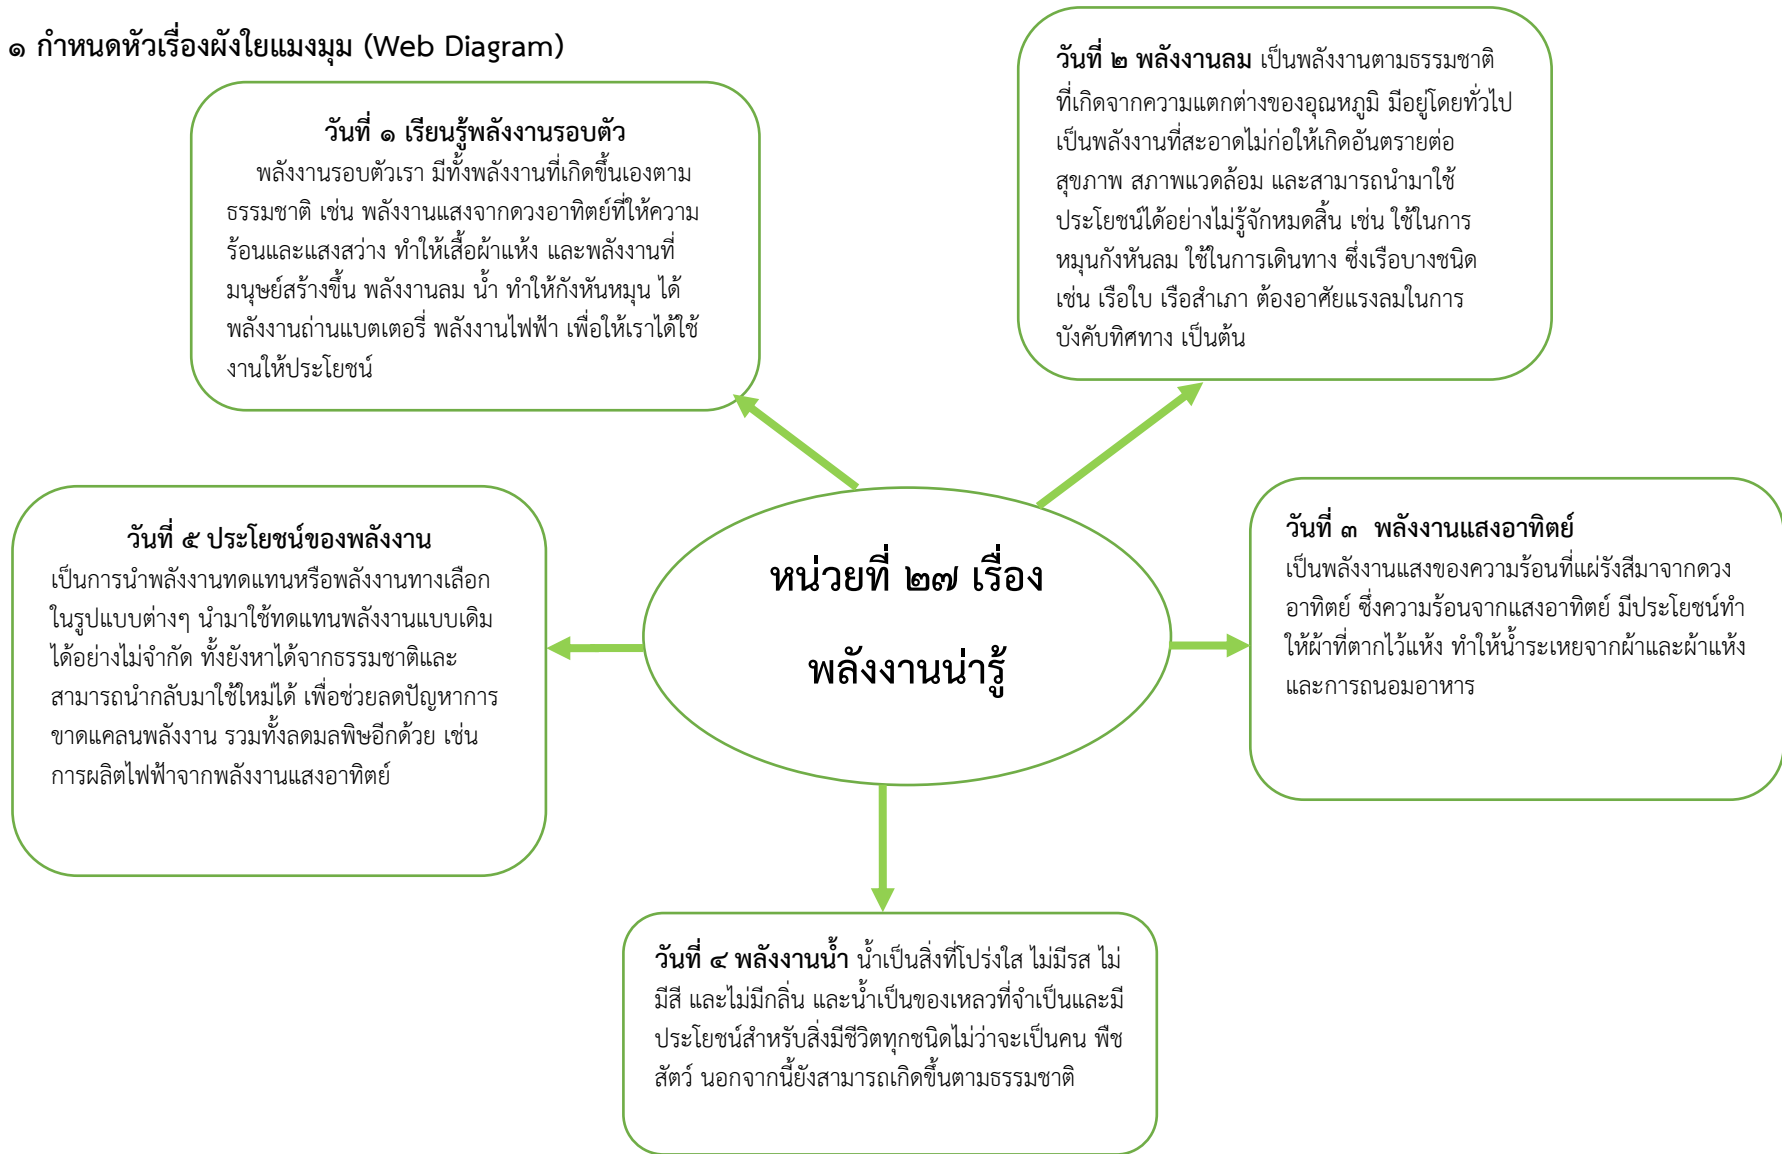 ๑ กำหนดหัวเรื่องผังใยแมงมุม (Web Diagram)
วันที่ ๑ เรียนรู้พลังงานรอบตัว
พลังงานรอบตัวเรา มีทั้งพลังงานที่เกิดขึ้นเองตาม
ธรรมชาติ เช่น พลังงานแสงจากดวงอาทิตย์ที่ให้ความ
ร้อนและแสงสว่าง ทำให้เสื้อผ้าแห้ง และพลังงานที่
มนุษย์สร้างขึ้น พลังงานลม น้ำ ทำให้กังหันหมุน ได้
พลังงานถ่านแบตเตอรี่ พลังงานไฟฟ้า เพื่อให้เราได้ใช้
งานให้ประโยชน์
วันที่ ๒ พลังงานลม เป็นพลังงานตามธรรมชาติ
ที่เกิดจากความแตกต่างของอุณหภูมิ มีอยู่โดยทั่วไป
เป็นพลังงานที่สะอาดไม่ก่อให้เกิดอันตรายต่อ
สุขภาพ สภาพแวดล้อม และสามารถนำมาใช้
ประโยชน์ได้อย่างไม่รู้จักหมดสิ้น เช่น ใช้ในการ
หมุนกังหันลม ใช้ในการเดินทาง ซึ่งเรือบางชนิด
เช่น เรือใบ เรือสำเภา ต้องอาศัยแรงลมในการ
บังคับทิศทาง เป็นต้น
หน่วยที่ ๒๗ เรื่อง
พลังงานน่ารู้
วันที่ ๓ พลังงานแสงอาทิตย์
เป็นพลังงานแสงของความร้อนที่แผ่รังสีมาจากดวง
อาทิตย์ ซึ่งความร้อนจากแสงอาทิตย์ มีประโยชน์ทำ
ให้ผ้าที่ตากไว้แห้ง ทำให้น้ำระเหยจากผ้าและผ้าแห้ง
และการถนอมอาหาร
วันที่ ๔ พลังงานน้ำ น้ำเป็นสิ่งที่โปร่งใส ไม่มีรส ไม่
มีสี และไม่มีกลิ่น และน้ำเป็นของเหลวที่จำเป็นและมี
ประโยชน์สำหรับสิ่งมีชีวิตทุกชนิดไม่ว่าจะเป็นคน พืช
สัตว์ นอกจากนี้ยังสามารถเกิดขึ้นตามธรรมชาติ
วันที่ ๕ ประโยชน์ของพลังงาน
เป็นการนำพลังงานทดแทนหรือพลังงานทางเลือก
ในรูปแบบต่างๆ นำมาใช้ทดแทนพลังงานแบบเดิม
ได้อย่างไม่จำกัด ทั้งยังหาได้จากธรรมชาติและ
สามารถนำกลับมาใช้ใหม่ได้ เพื่อช่วยลดปัญหาการ
ขาดแคลนพลังงาน รวมทั้งลดมลพิษอีกด้วย เช่น
การผลิตไฟฟ้าจากพลังงานแสงอาทิตย์